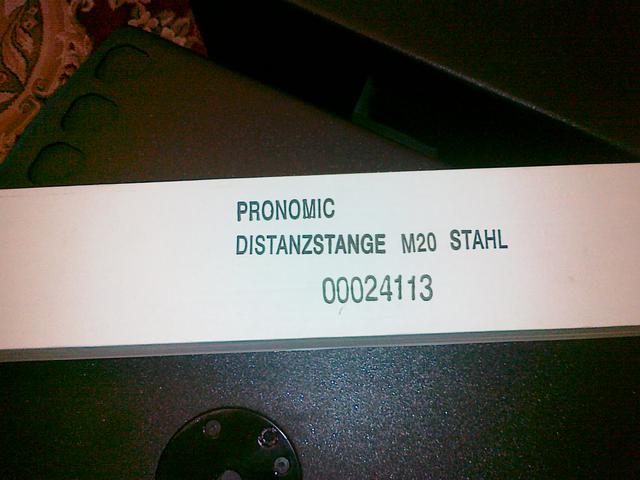 PRONOMIC
DISTANZSTANGE M20 STAHL
00024113